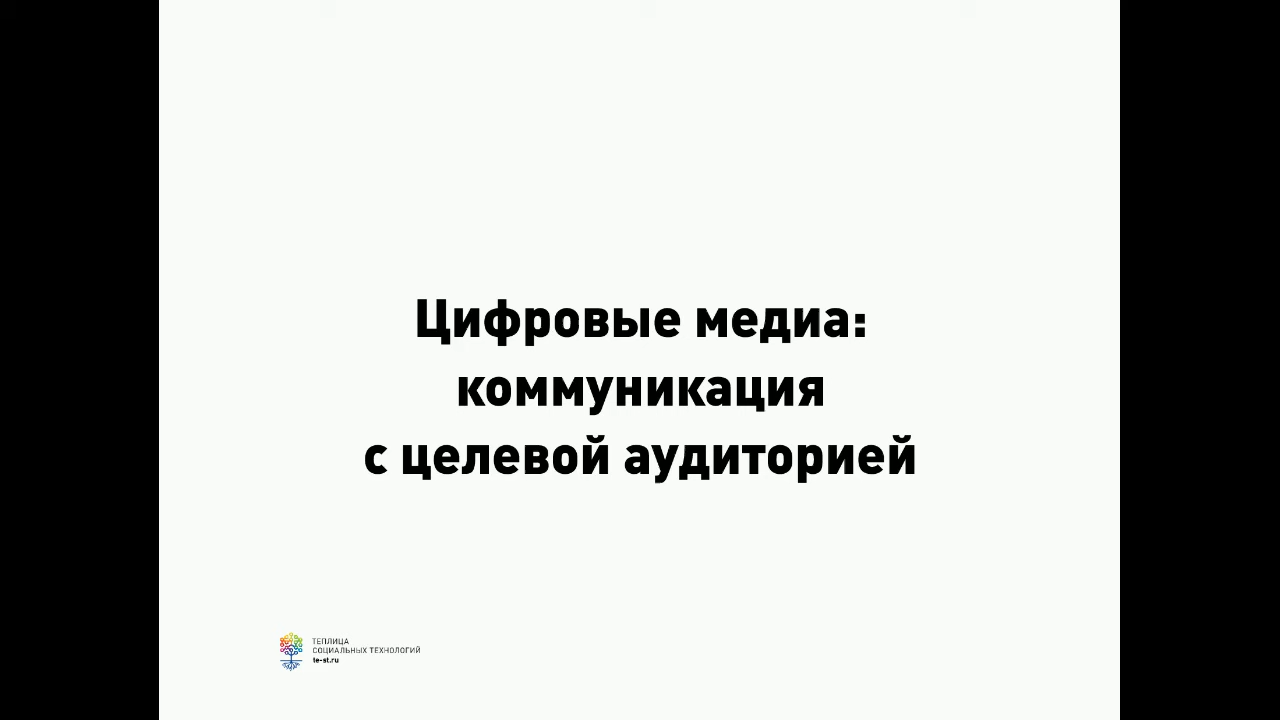 Цифровые медиа:
коммуникация
с целевой аудиторией
ТЕПЛИЦА
СОЦИАЛЬНЫХ ТЕХНОЛОГИЙ
te-st.ru